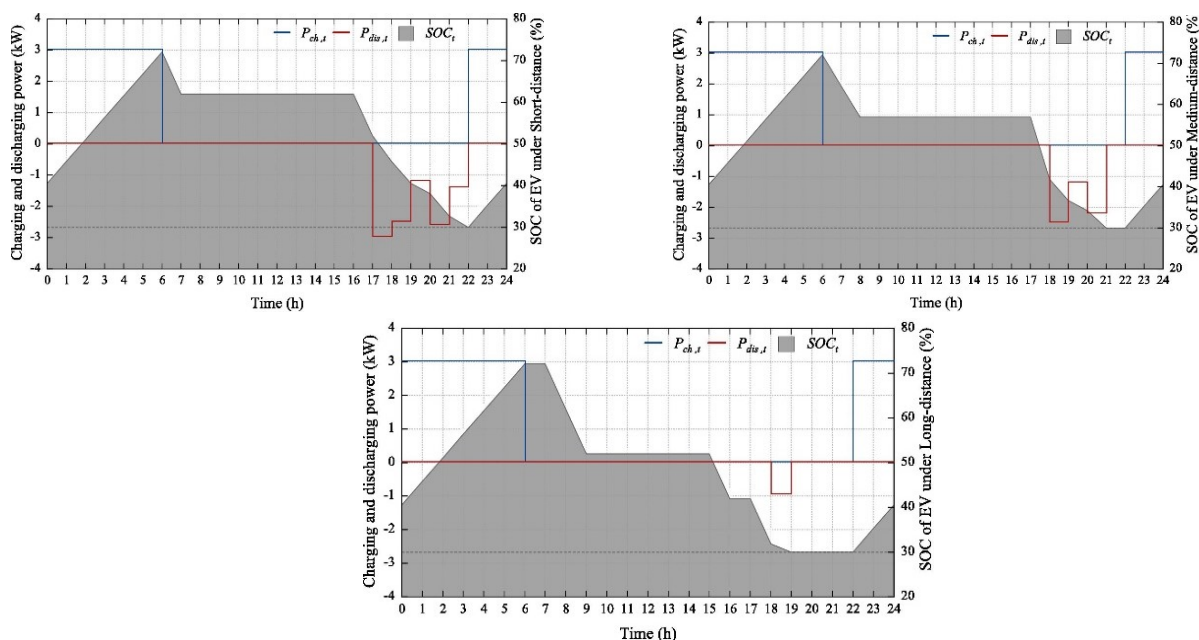 P_ch,t P_dis,t SOC_t
Charging and discharging power (kW)
4 3 2 1 0 -1 -2 -3 -4
80 70 60 50 40 30 20
SOC of EV under Short-distance (%)
0 1 2 3 4 5 6 7 8 9 10 11 12 13 14 15 16 17 18 19 20 21 22 23 24
Time (h)
P_ch,t P_dis,t SOC_t
Charging and discharging power (kW)
4 3 2 1 0 -1 -2 -3 -4
80 70 60 50 40 30 20
SOC of EV under Medium-distance (%)
0 1 2 3 4 5 6 7 8 9 10 11 12 13 14 15 16 17 18 19 20 21 22 23 24
Time (h)
P_ch,t P_dis,t SOC_t
Charging and discharging power (kW)
4 3 2 1 0 -1 -2 -3 -4
80 70 60 50 40 30 20
SOC of EV under Long-distance (%)
0 1 2 3 4 5 6 7 8 9 10 11 12 13 14 15 16 17 18 19 20 21 22 23 24
Time (h)